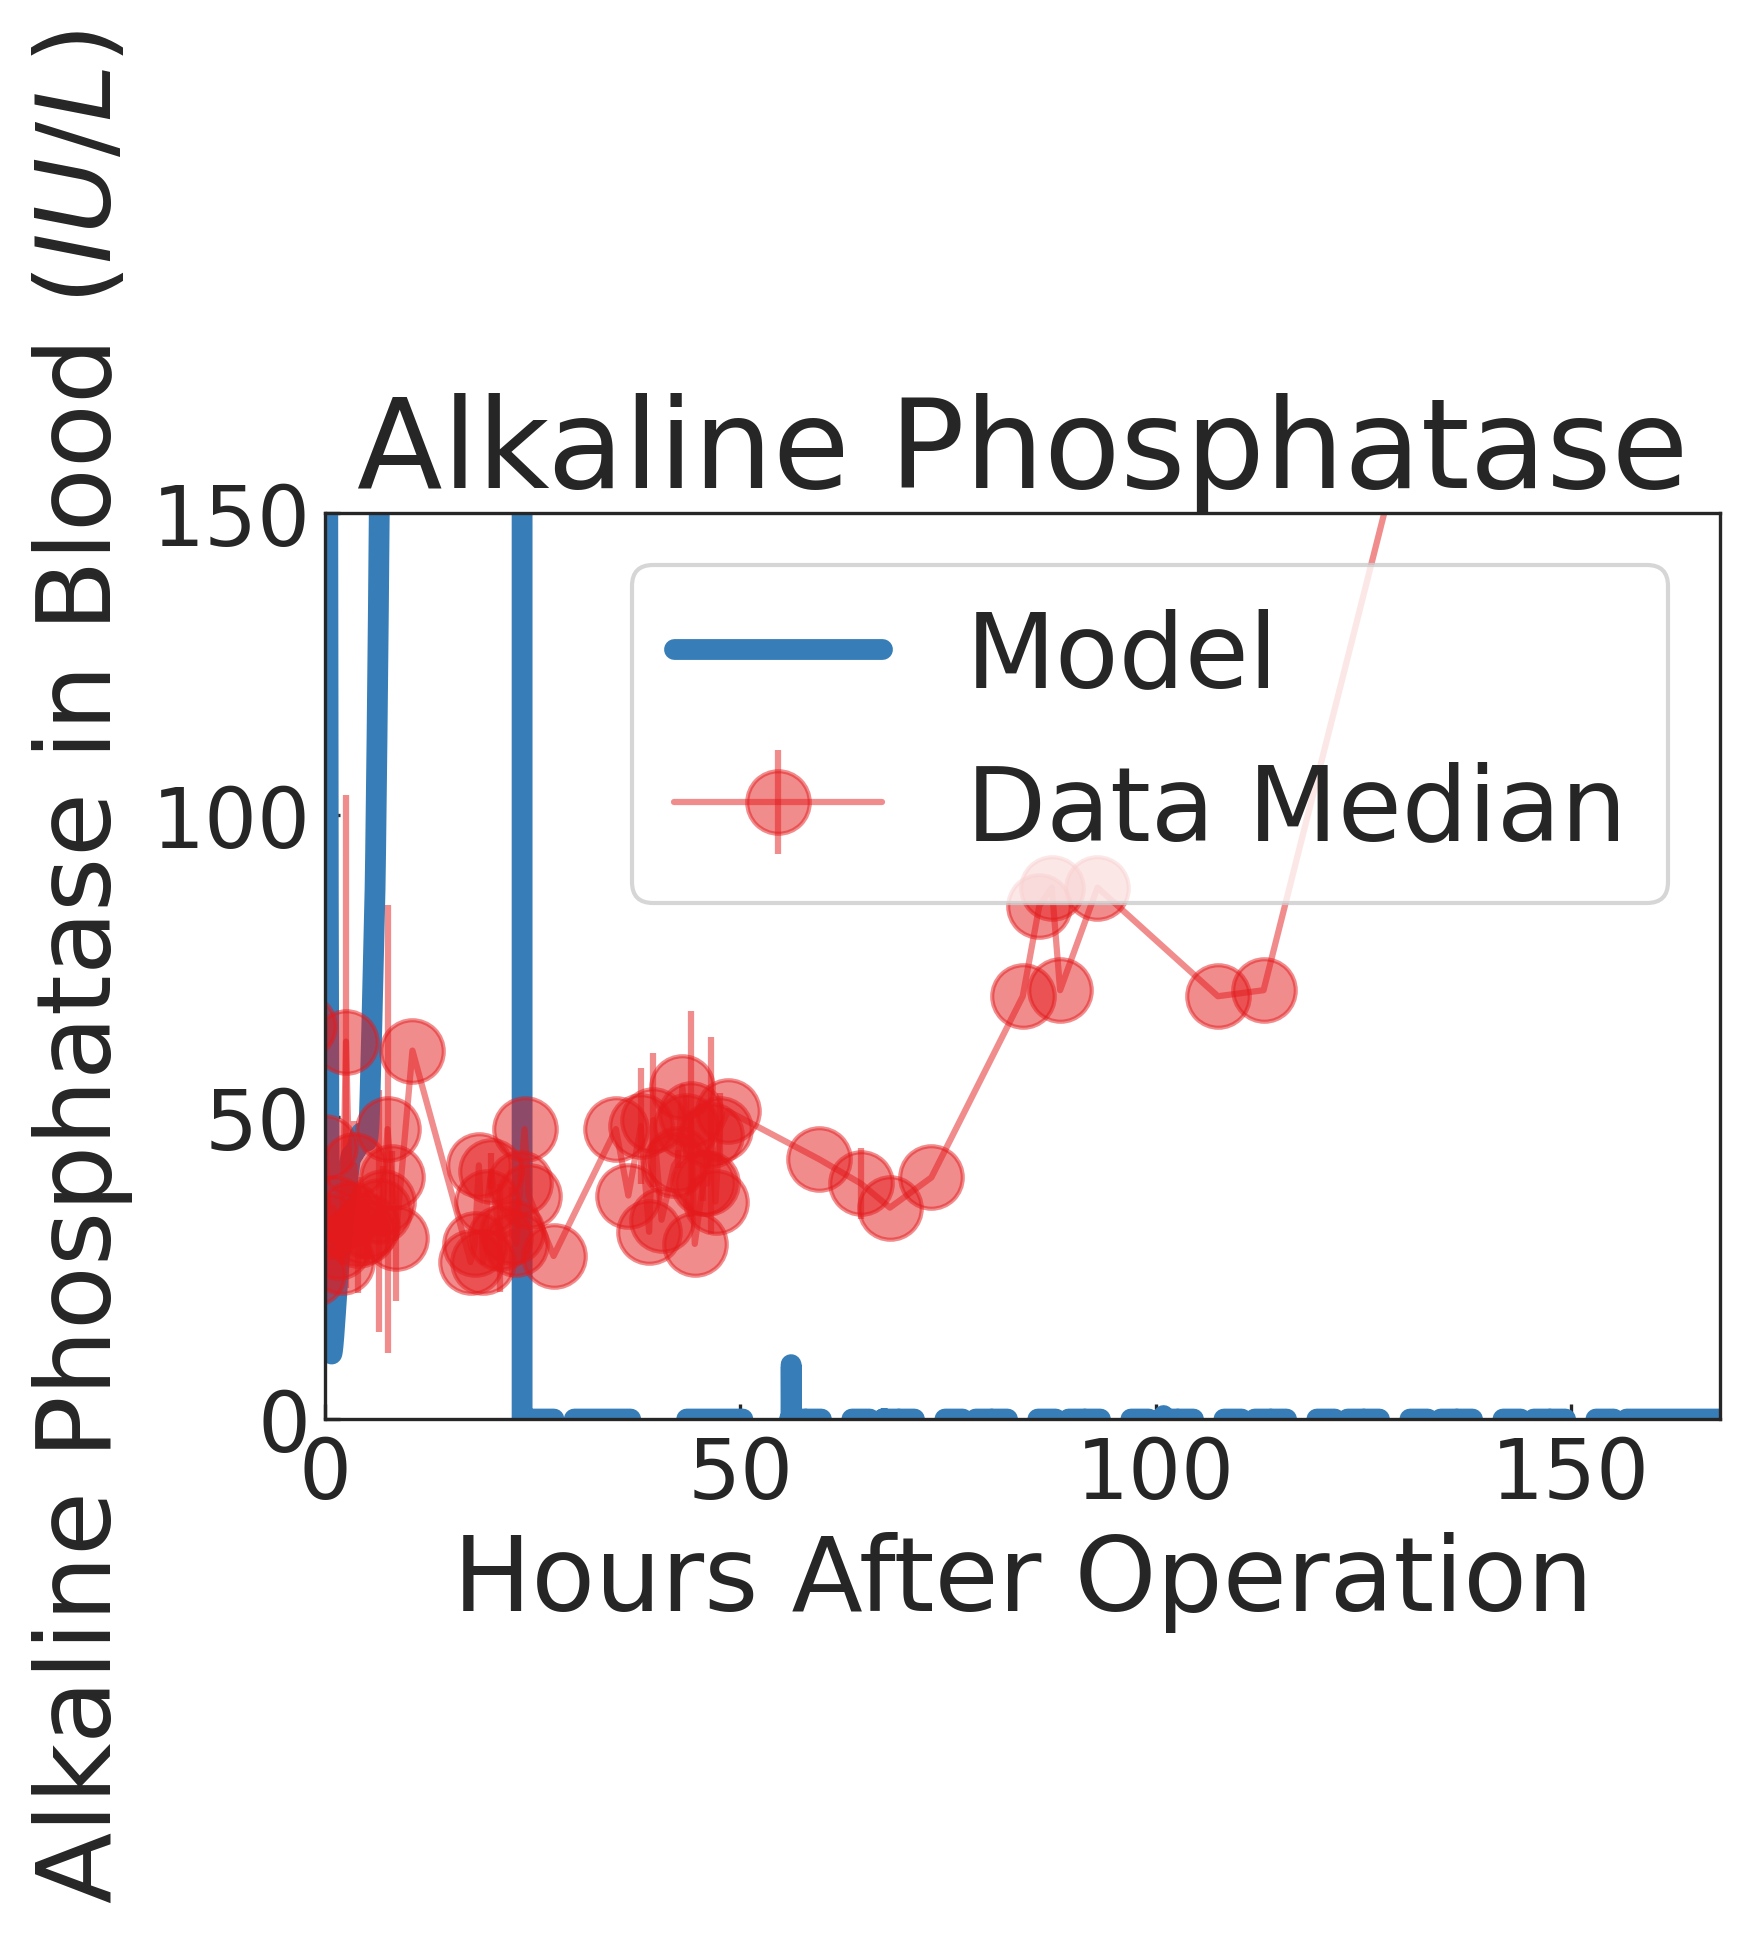 Alkaline Phosphatase
Alkaline Phosphatase in Blood (IU/L)
150
100
50
0
Model
Data Median
0 50 100 150
Hours After Operation